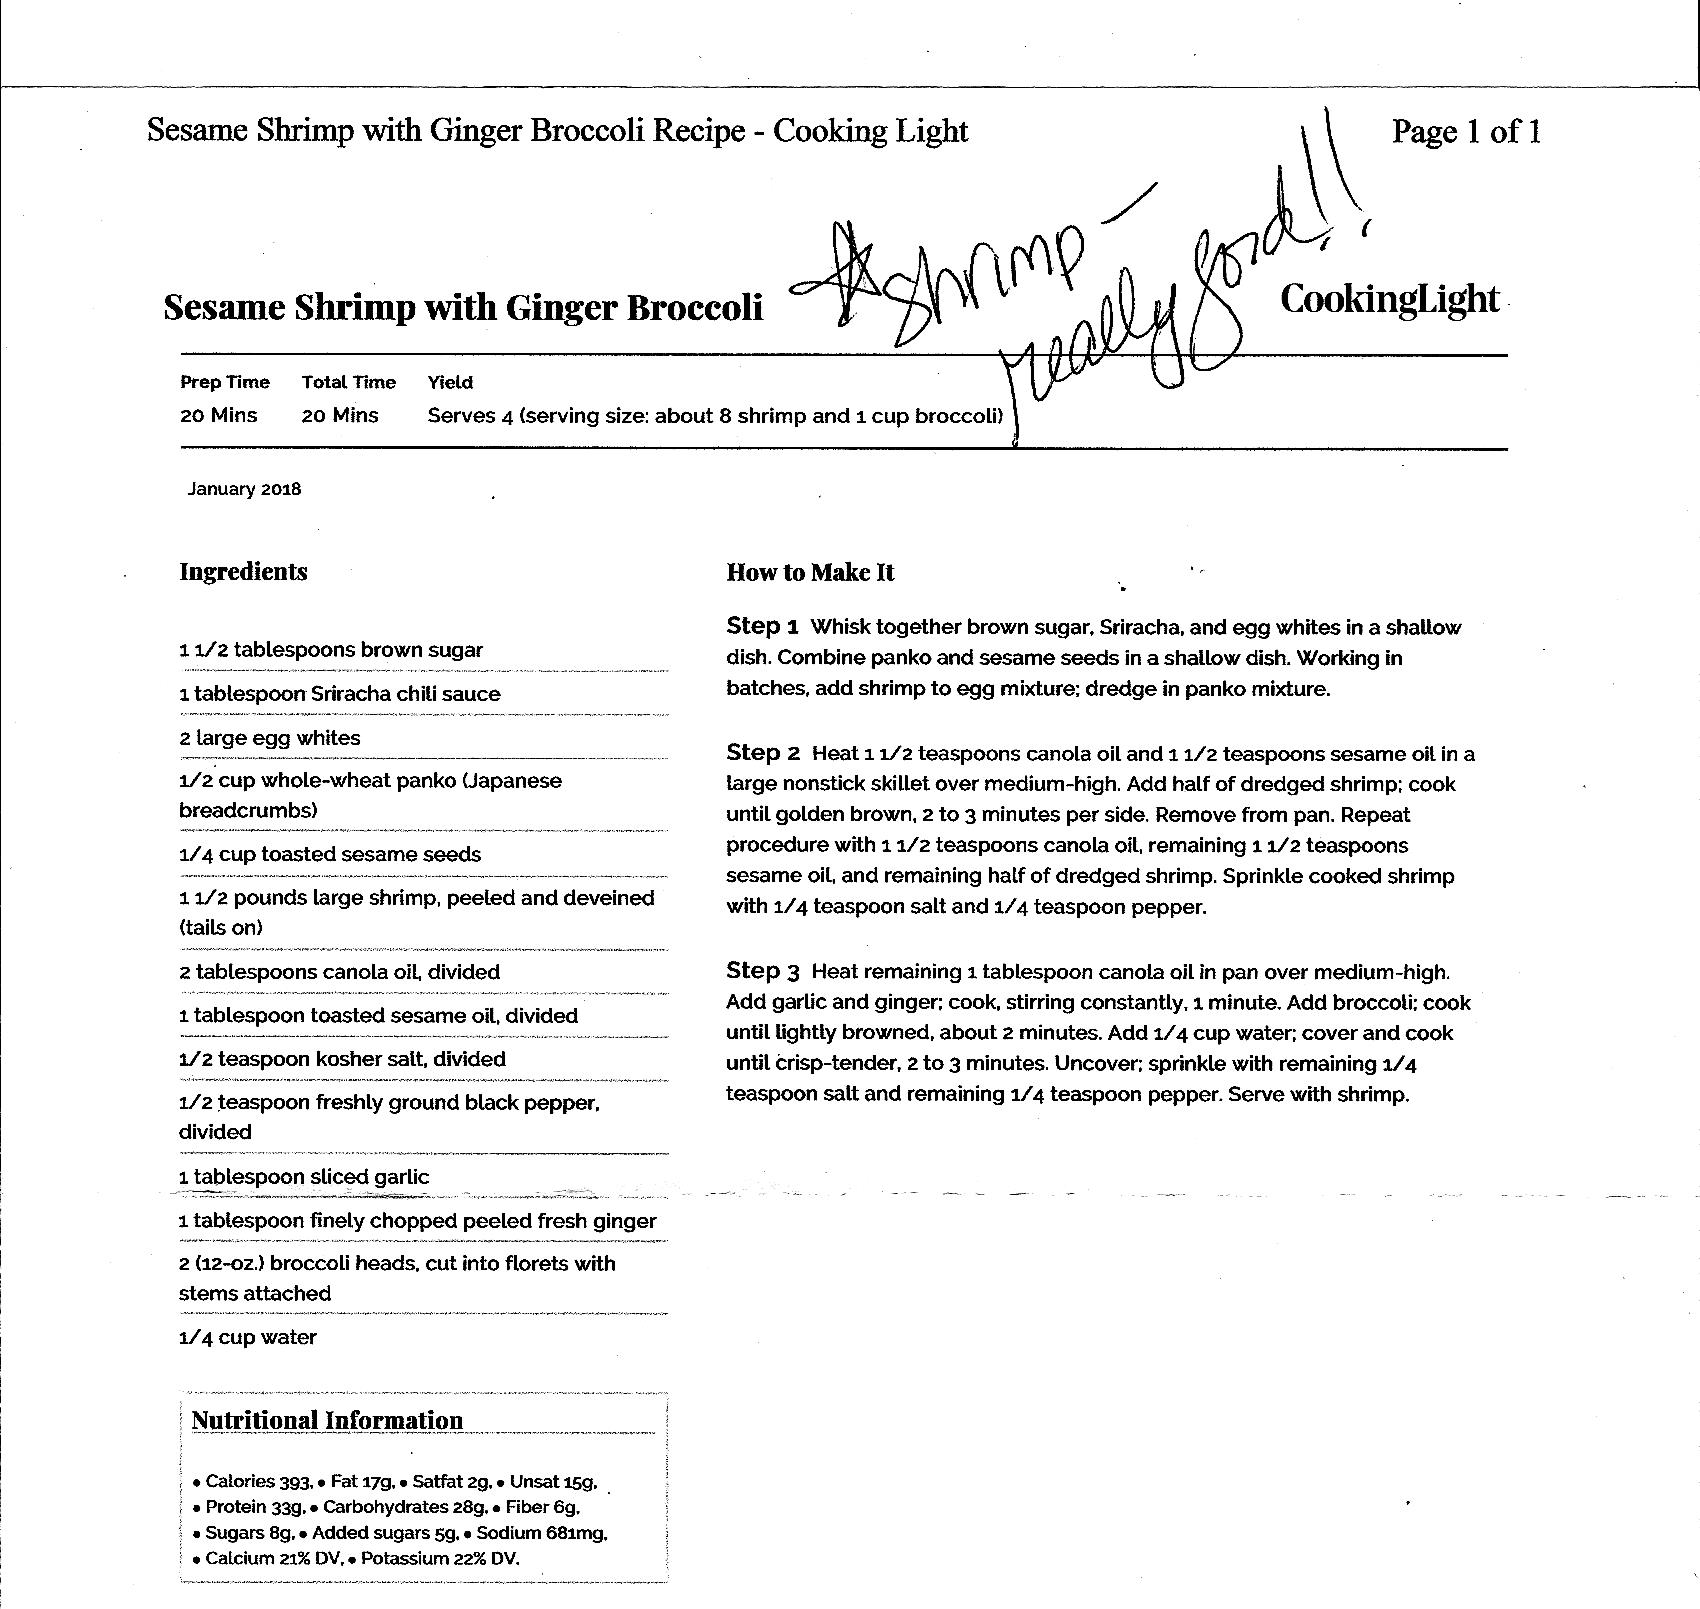 Sesame Shrimp with Ginger Broccoli Recipe - Cooking Light
Page 1 of 1
*shrimp -
really good!!
Sesame Shrimp with Ginger Broccoli
CookingLight
Prep Time Total Time Yield
20 Mins 20 Mins Serves 4 (serving size: about 8 shrimp and 1 cup broccoli)
January 2018
Ingredients
1 1/2 tablespoons brown sugar
1 tablespoon Sriracha chili sauce
2 large egg whites
1/2 cup whole-wheat panko (Japanese
breadcrumbs)
1/4 cup toasted sesame seeds
1 1/2 pounds large shrimp, peeled and deveined
(tails on)
2 tablespoons canola oil, divided
1 tablespoon toasted sesame oil, divided
1/2 teaspoon kosher salt, divided
1/2 teaspoon freshly ground black pepper,
divided
1 tablespoon sliced garlic
1 tablespoon finely chopped peeled fresh ginger
2 (12-oz.) broccoli heads, cut into florets with
stems attached
1/4 cup water
How to Make It
Step 1 Whisk together brown sugar, Sriracha, and egg whites in a shallow
dish. Combine panko and sesame seeds in a shallow dish. Working in
batches, add shrimp to egg mixture; dredge in panko mixture.
Step 2 Heat 1 1/2 teaspoons canola oil and 1 1/2 teaspoons sesame oil in a
large nonstick skillet over medium-high. Add half of dredged shrimp; cook
until golden brown, 2 to 3 minutes per side. Remove from pan. Repeat
procedure with 1 1/2 teaspoons canola oil, remaining 1 1/2 teaspoons
sesame oil, and remaining half of dredged shrimp. Sprinkle cooked shrimp
with 1/4 teaspoon salt and 1/4 teaspoon pepper.
Step 3 Heat remaining 1 tablespoon canola oil in pan over medium-high.
Add garlic and ginger; cook, stirring constantly, 1 minute. Add broccoli; cook
until lightly browned, about 2 minutes. Add 1/4 cup water; cover and cook
until crisp-tender, 2 to 3 minutes. Uncover; sprinkle with remaining 1/4
teaspoon salt and remaining 1/4 teaspoon pepper. Serve with shrimp.
Nutritional Information
• Calories 393, • Fat 17g, • Satfat 2g, • Unsat 15g,
• Protein 33g, • Carbohydrates 28g, • Fiber 6g,
• Sugars 8g, • Added sugars 5g, • Sodium 681mg,
• Calcium 21% DV, • Potassium 22% DV.